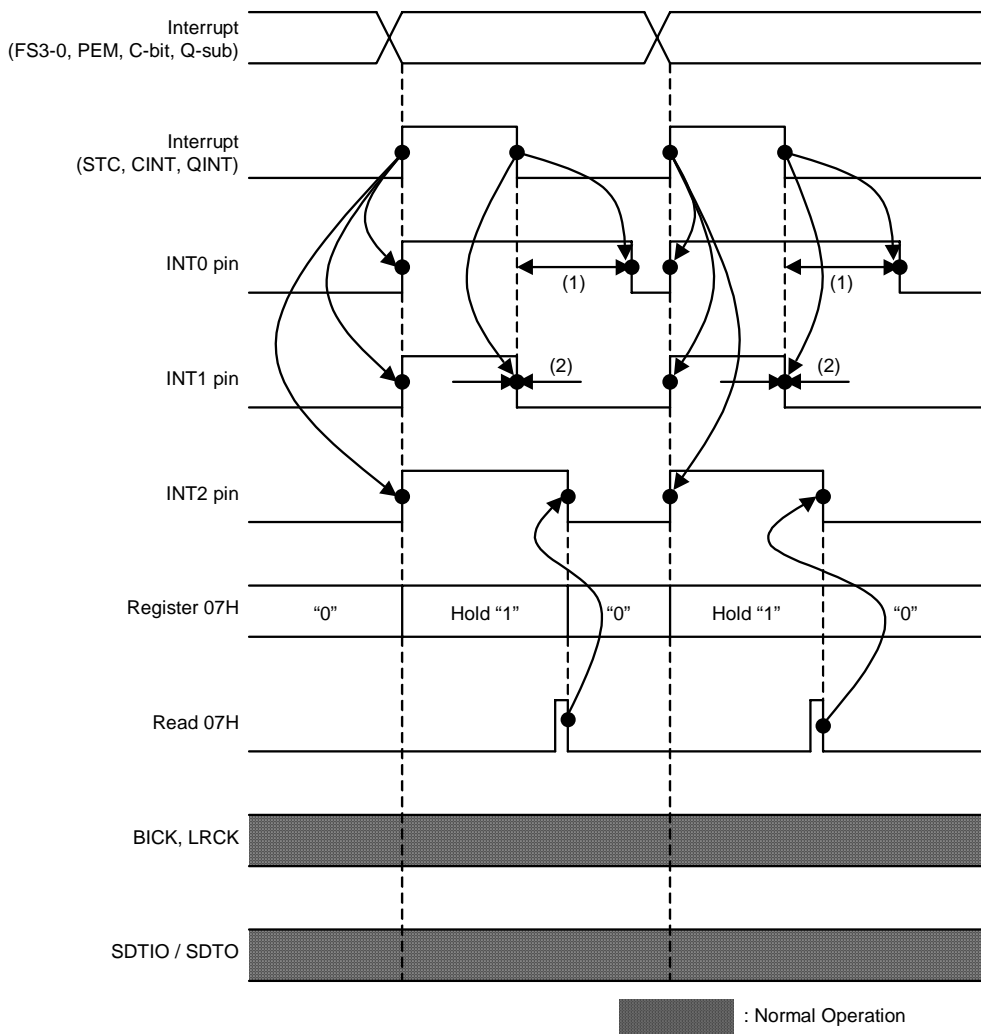 Interrupt
(FS3-0, PEM, C-bit, Q-sub)
Interrupt
(STC, CINT, QINT)
INT0 pin
(1)
(1)
INT1 pin
(2)
(2)
INT2 pin
Register 07H
“0”
Hold “1”
“0”
Hold “1”
“0”
Read 07H
BICK, LRCK
SDTIO / SDTO
: Normal Operation